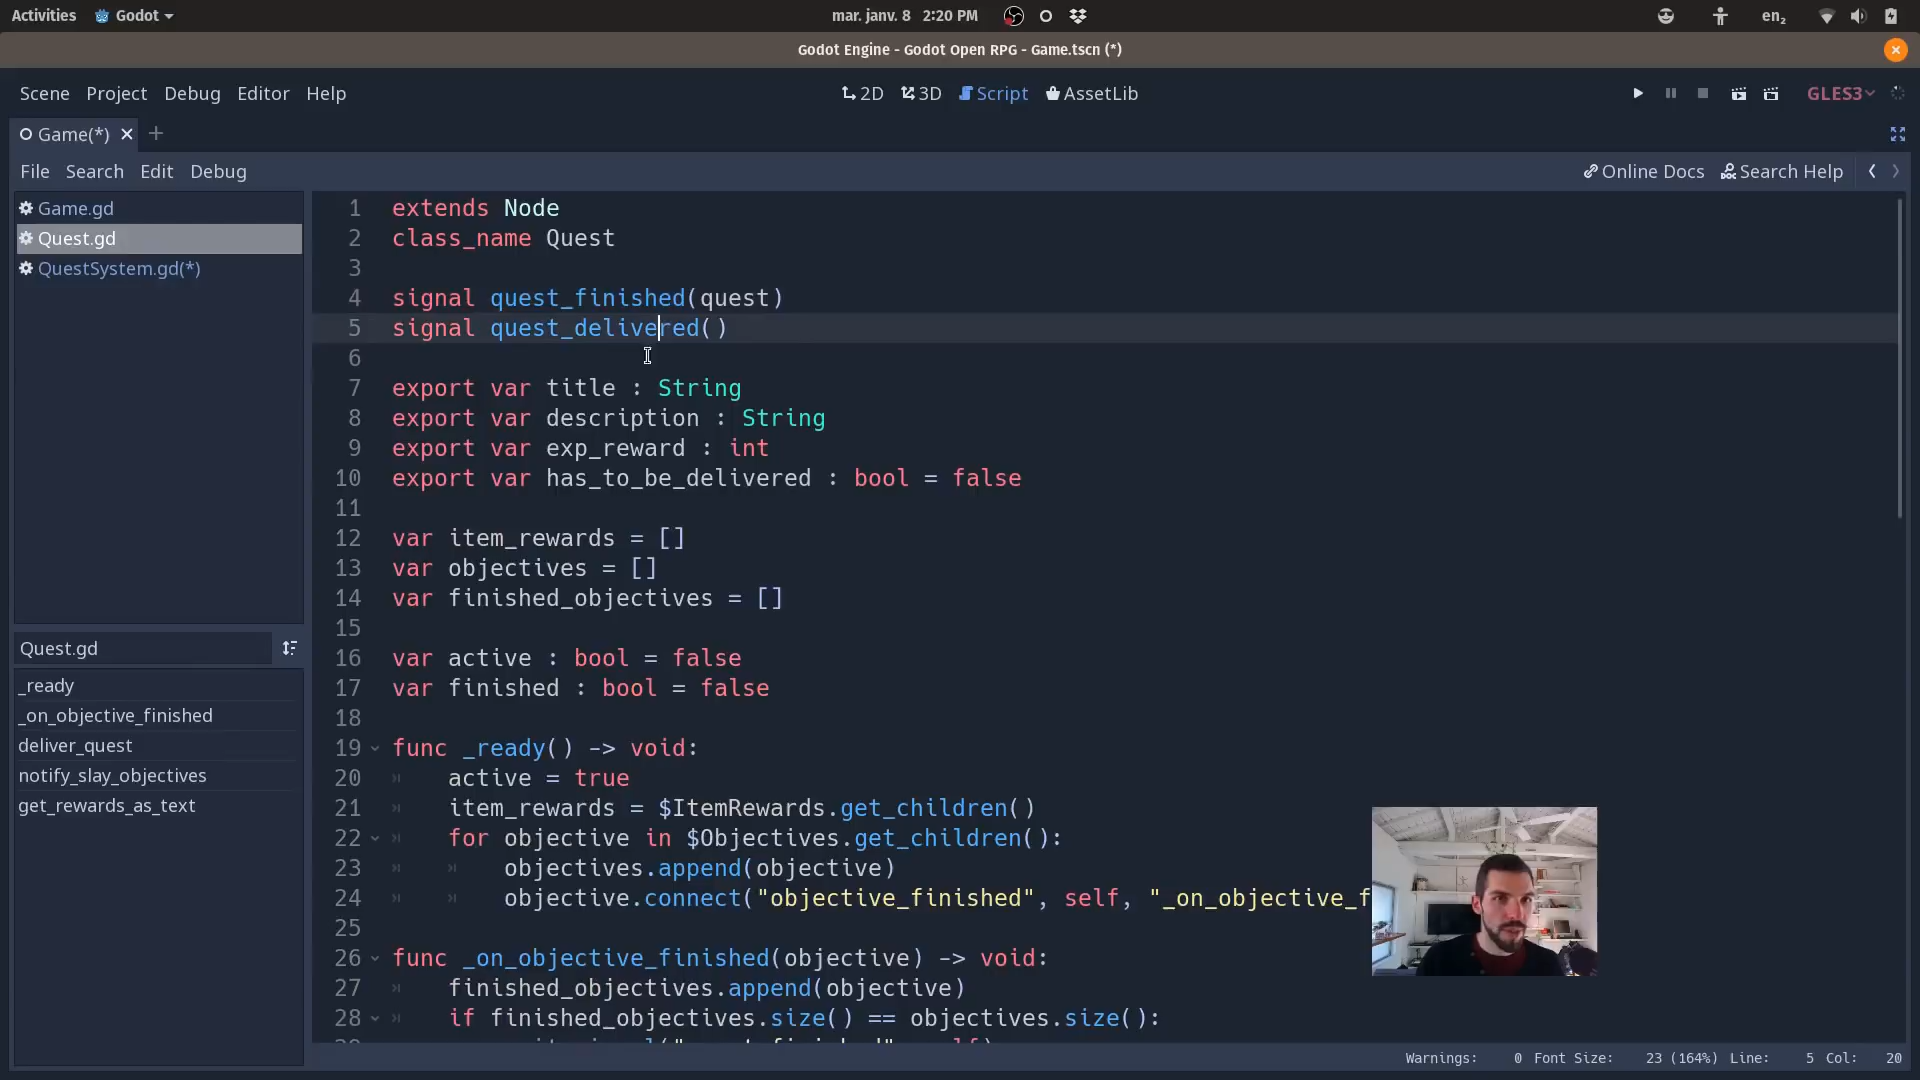 Activities Godot mar. janv. 8 2:20 PM en₂
Godot Engine - Godot Open RPG - Game.tscn (*)
Scene Project Debug Editor Help 2D 3D Script AssetLib GLES3
Game(*)
File Search Edit Debug Online Docs Search Help
Game.gd
Quest.gd
QuestSystem.gd(*)
Quest.gd
_ready
_on_objective_finished
deliver_quest
notify_slay_objectives
get_rewards_as_text
1 extends Node
2 class_name Quest
3
4 signal quest_finished(quest)
5 signal quest_delivered()
6
7 export var title : String
8 export var description : String
9 export var exp_reward : int
10 export var has_to_be_delivered : bool = false
11
12 var item_rewards = []
13 var objectives = []
14 var finished_objectives = []
15
16 var active : bool = false
17 var finished : bool = false
18
19 func _ready() -> void:
20 active = true
21 item_rewards = $ItemRewards.get_children()
22 for objective in $Objectives.get_children():
23 objectives.append(objective)
24 objective.connect("objective_finished", self, "_on_objective_f
25
26 func _on_objective_finished(objective) -> void:
27 finished_objectives.append(objective)
28 if finished_objectives.size() == objectives.size():
Warnings: 0 Font Size: 23 (164%) Line: 5 Col: 20